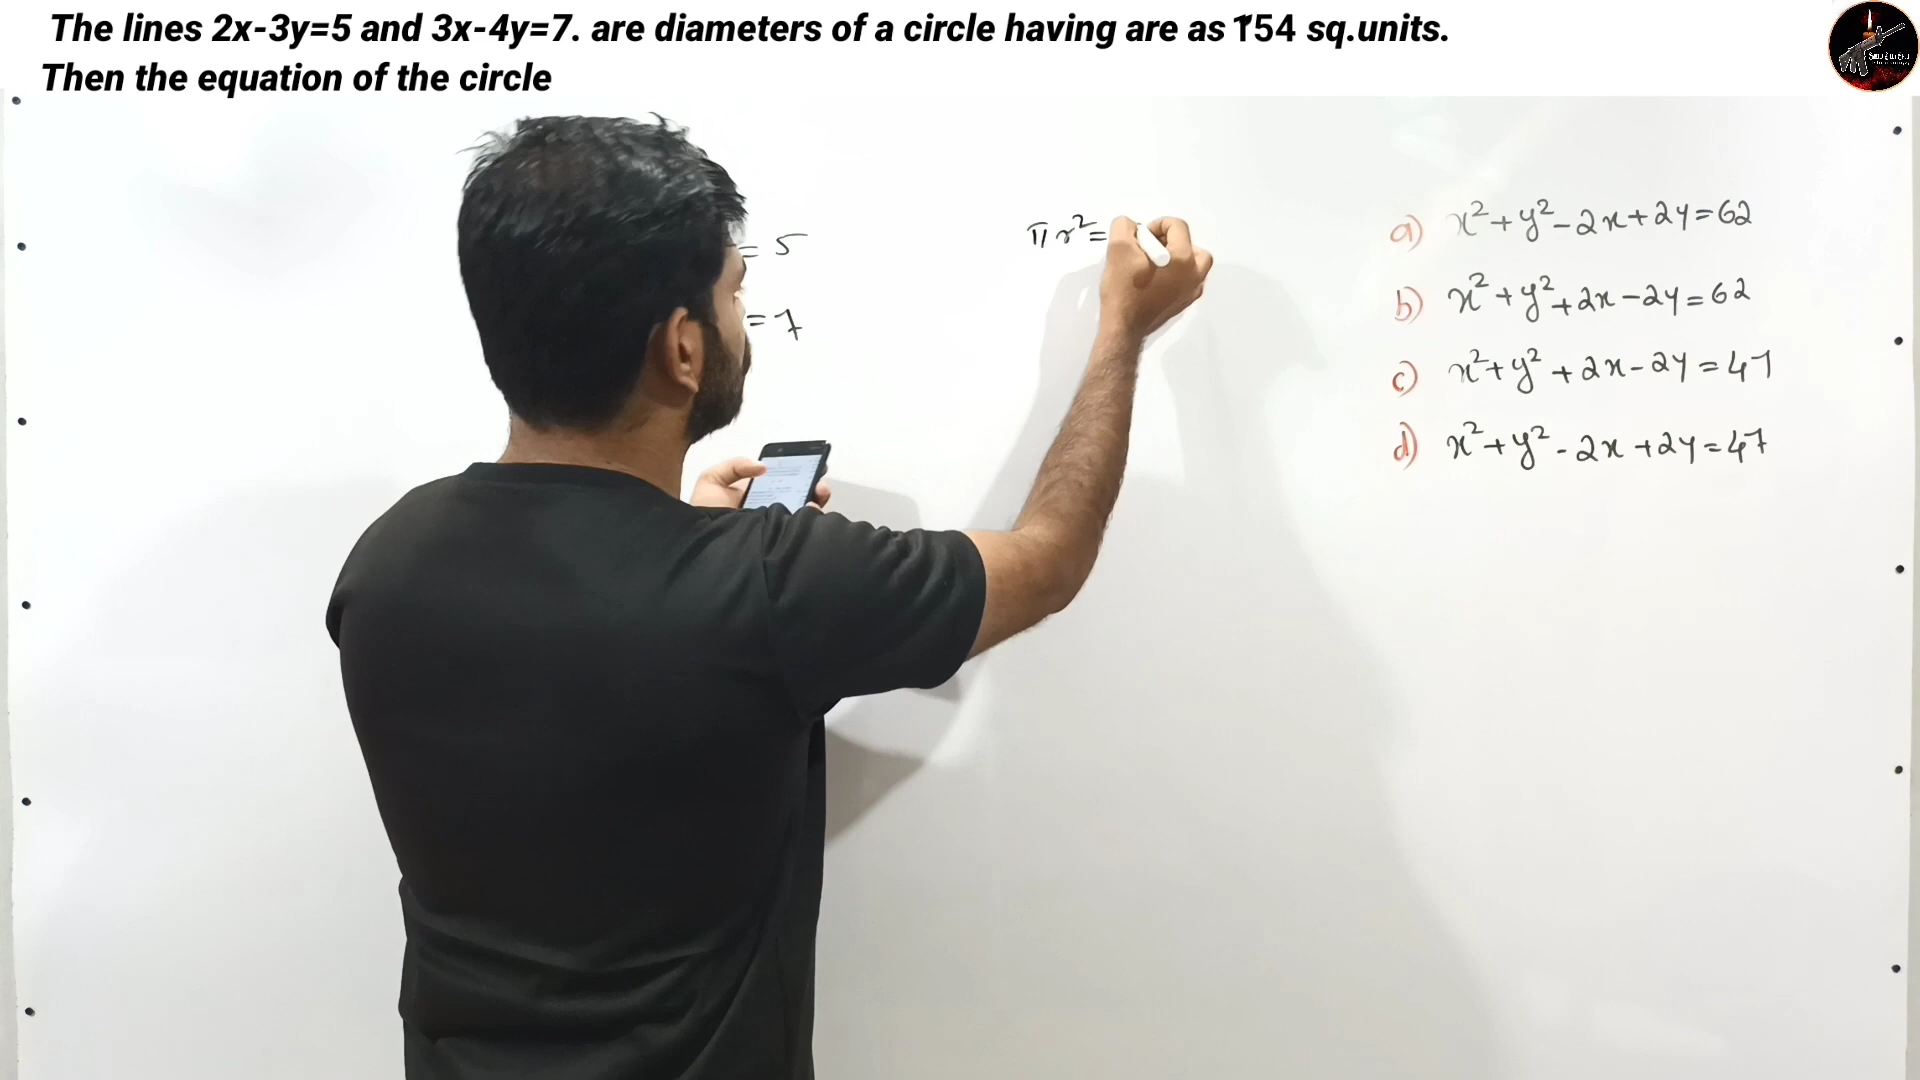 The lines 2x-3y=5 and 3x-4y=7. are diameters of a circle having are as 154 sq.units.
Then the equation of the circle
= 5
= 7
πr²=
a) x²+y²-2x+2y=62
b) x²+y²+2x-2y=62
c) x²+y²+2x-2y=47
d) x²+y²-2x+2y=47